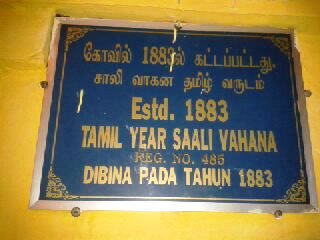 கோவில் 1883ல் கட்டப்பட்டது.
சாலி வாகன தமிழ் வருடம்
Estd. 1883
TAMIL YEAR SAALI VAHANA
REG. NO. 485
DIBINA PADA TAHUN 1883